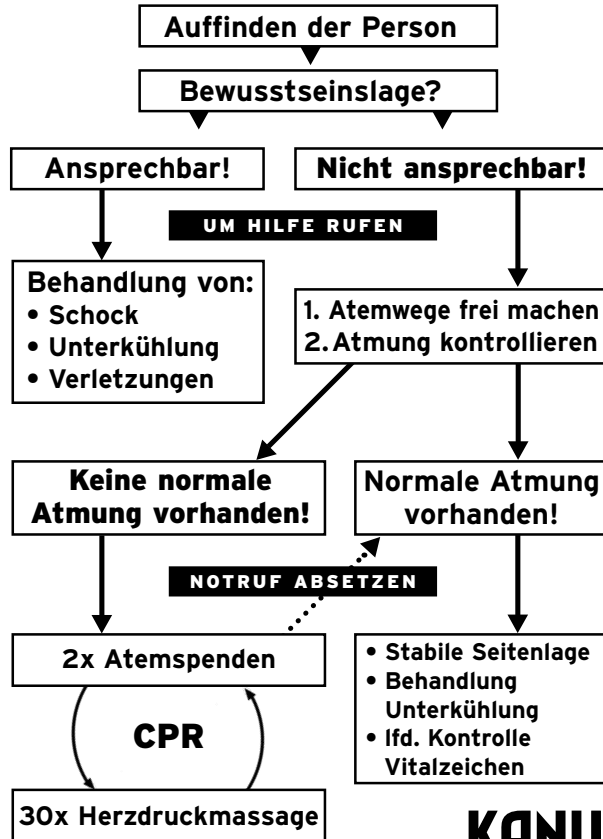 Auffinden der Person
Bewusstseinslage?
Ansprechbar!
Nicht ansprechbar!
UM HILFE RUFEN
Behandlung von:
• Schock
• Unterkühlung
• Verletzungen
1. Atemwege frei machen
2. Atmung kontrollieren
Keine normale
Atmung vorhanden!
Normale Atmung
vorhanden!
NOTRUF ABSETZEN
2x Atemspenden
CPR
30x Herzdruckmassage
• Stabile Seitenlage
• Behandlung
Unterkühlung
• lfd. Kontrolle
Vitalzeichen
KANU